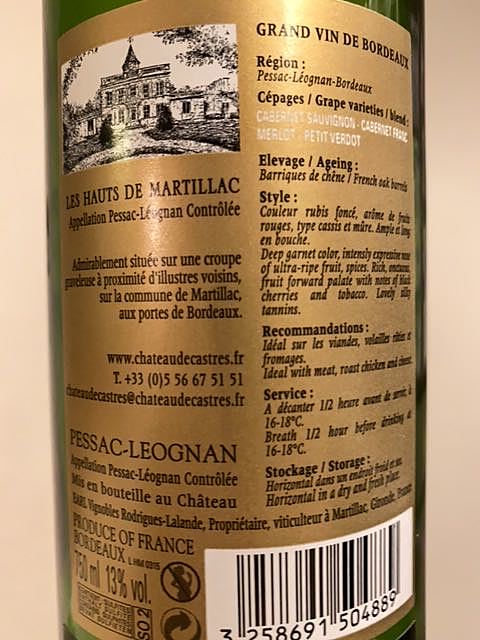 LES HAUTS DE MARTILLAC
Appellation Pessac-Léognan Contrôlée
Admirablement située sur une croupe
graveleuse à proximité d'illustres voisins,
sur la commune de Martillac,
aux portes de Bordeaux.
www.chateaudecastres.fr
T. +33 (0)5 56 67 51 51
chateaudecastres@chateaudecastres.fr
PESSAC-LEOGNAN
Appellation Pessac-Léognan Contrôlée
Mis en bouteille au Château
EARL Vignobles Rodrigues-Lalande, Propriétaire, viticulteur à Martillac, Gironde, France
PRODUCE OF FRANCE
BORDEAUX L HM 0315
750 ml 13% vol.
SO2
GRAND VIN DE BORDEAUX
Région :
Pessac-Léognan-Bordeaux
Cépages / Grape varieties / blend :
CABERNET SAUVIGNON - CABERNET FRANC
MERLOT - PETIT VERDOT
Elevage / Ageing :
Barriques de chêne / French oak barrels
Style :
Couleur rubis foncé, arôme de fruits
rouges, type cassis et mûre. Ample et long
en bouche.
Deep garnet color, intensly expressive nose
of ultra-ripe fruit, spices. Rich, onctuous,
fruit forward palate with notes of black
cherries and tobacco. Lovely silky
tannins.
Recommandations :
Idéal sur les viandes, volailles rôties et
fromages.
Ideal with meat, roast chicken and cheese.
Service :
A décanter 1/2 heure avant de servir, à
16-18°C.
Breath 1/2 hour before drinking at
16-18°C.
Stockage / Storage :
Horizontal dans un endroit froid et sec.
Horizontal in a dry and fresh place.
3 258691 504889